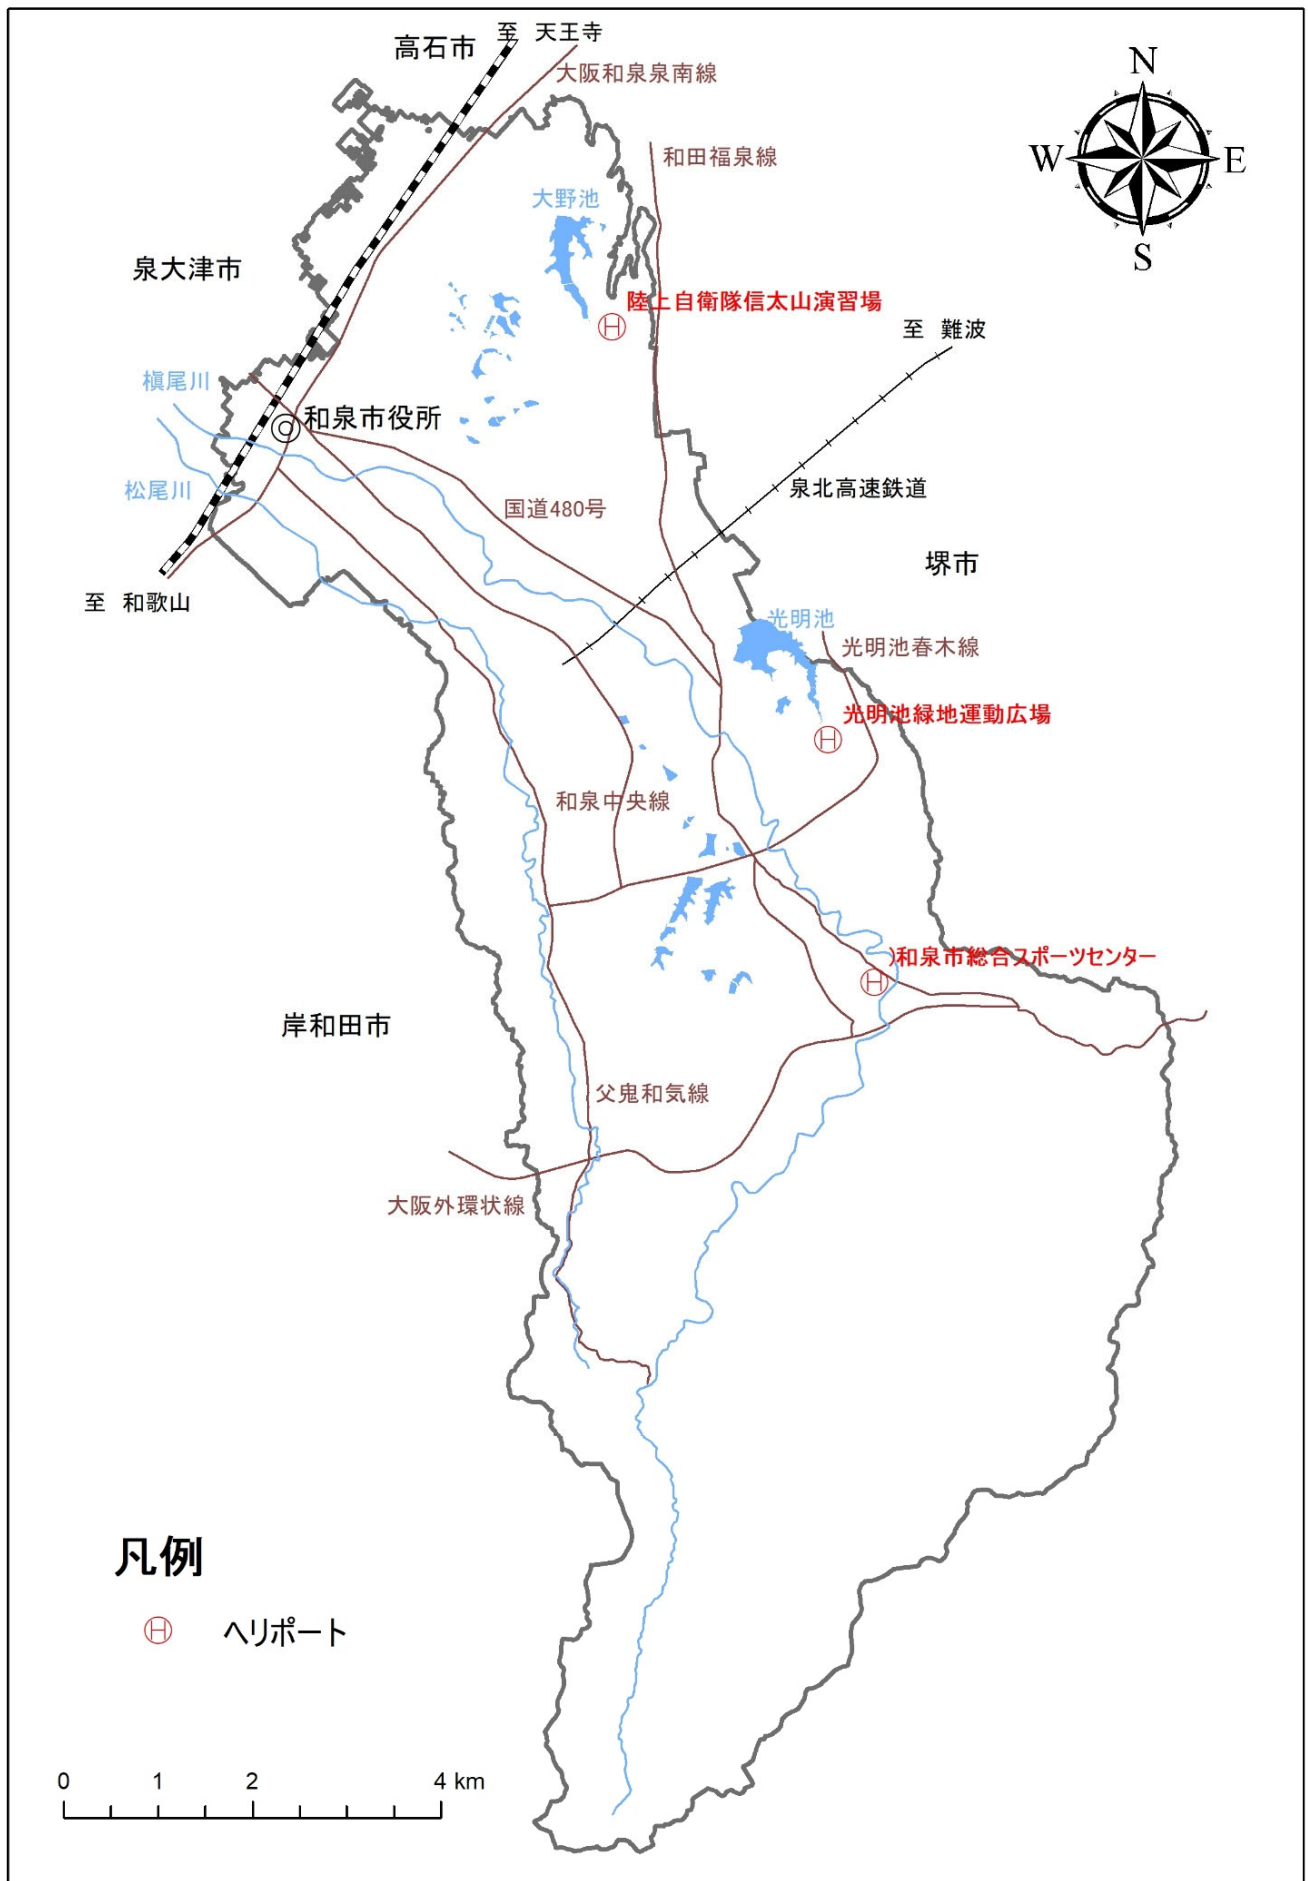 至 天王寺
高石市
大阪和泉泉南線
N
W
E
S
和田福泉線
大野池
泉大津市
陸上自衛隊信太山演習場
至 難波
槇尾川
和泉市役所
松尾川
泉北高速鉄道
国道480号
堺市
至 和歌山
光明池
光明池春木線
光明池緑地運動広場
和泉中央線
)和泉市総合スポーツセンター
岸和田市
父鬼和気線
大阪外環状線
凡例
ヘリポート
0 1 2 4 km